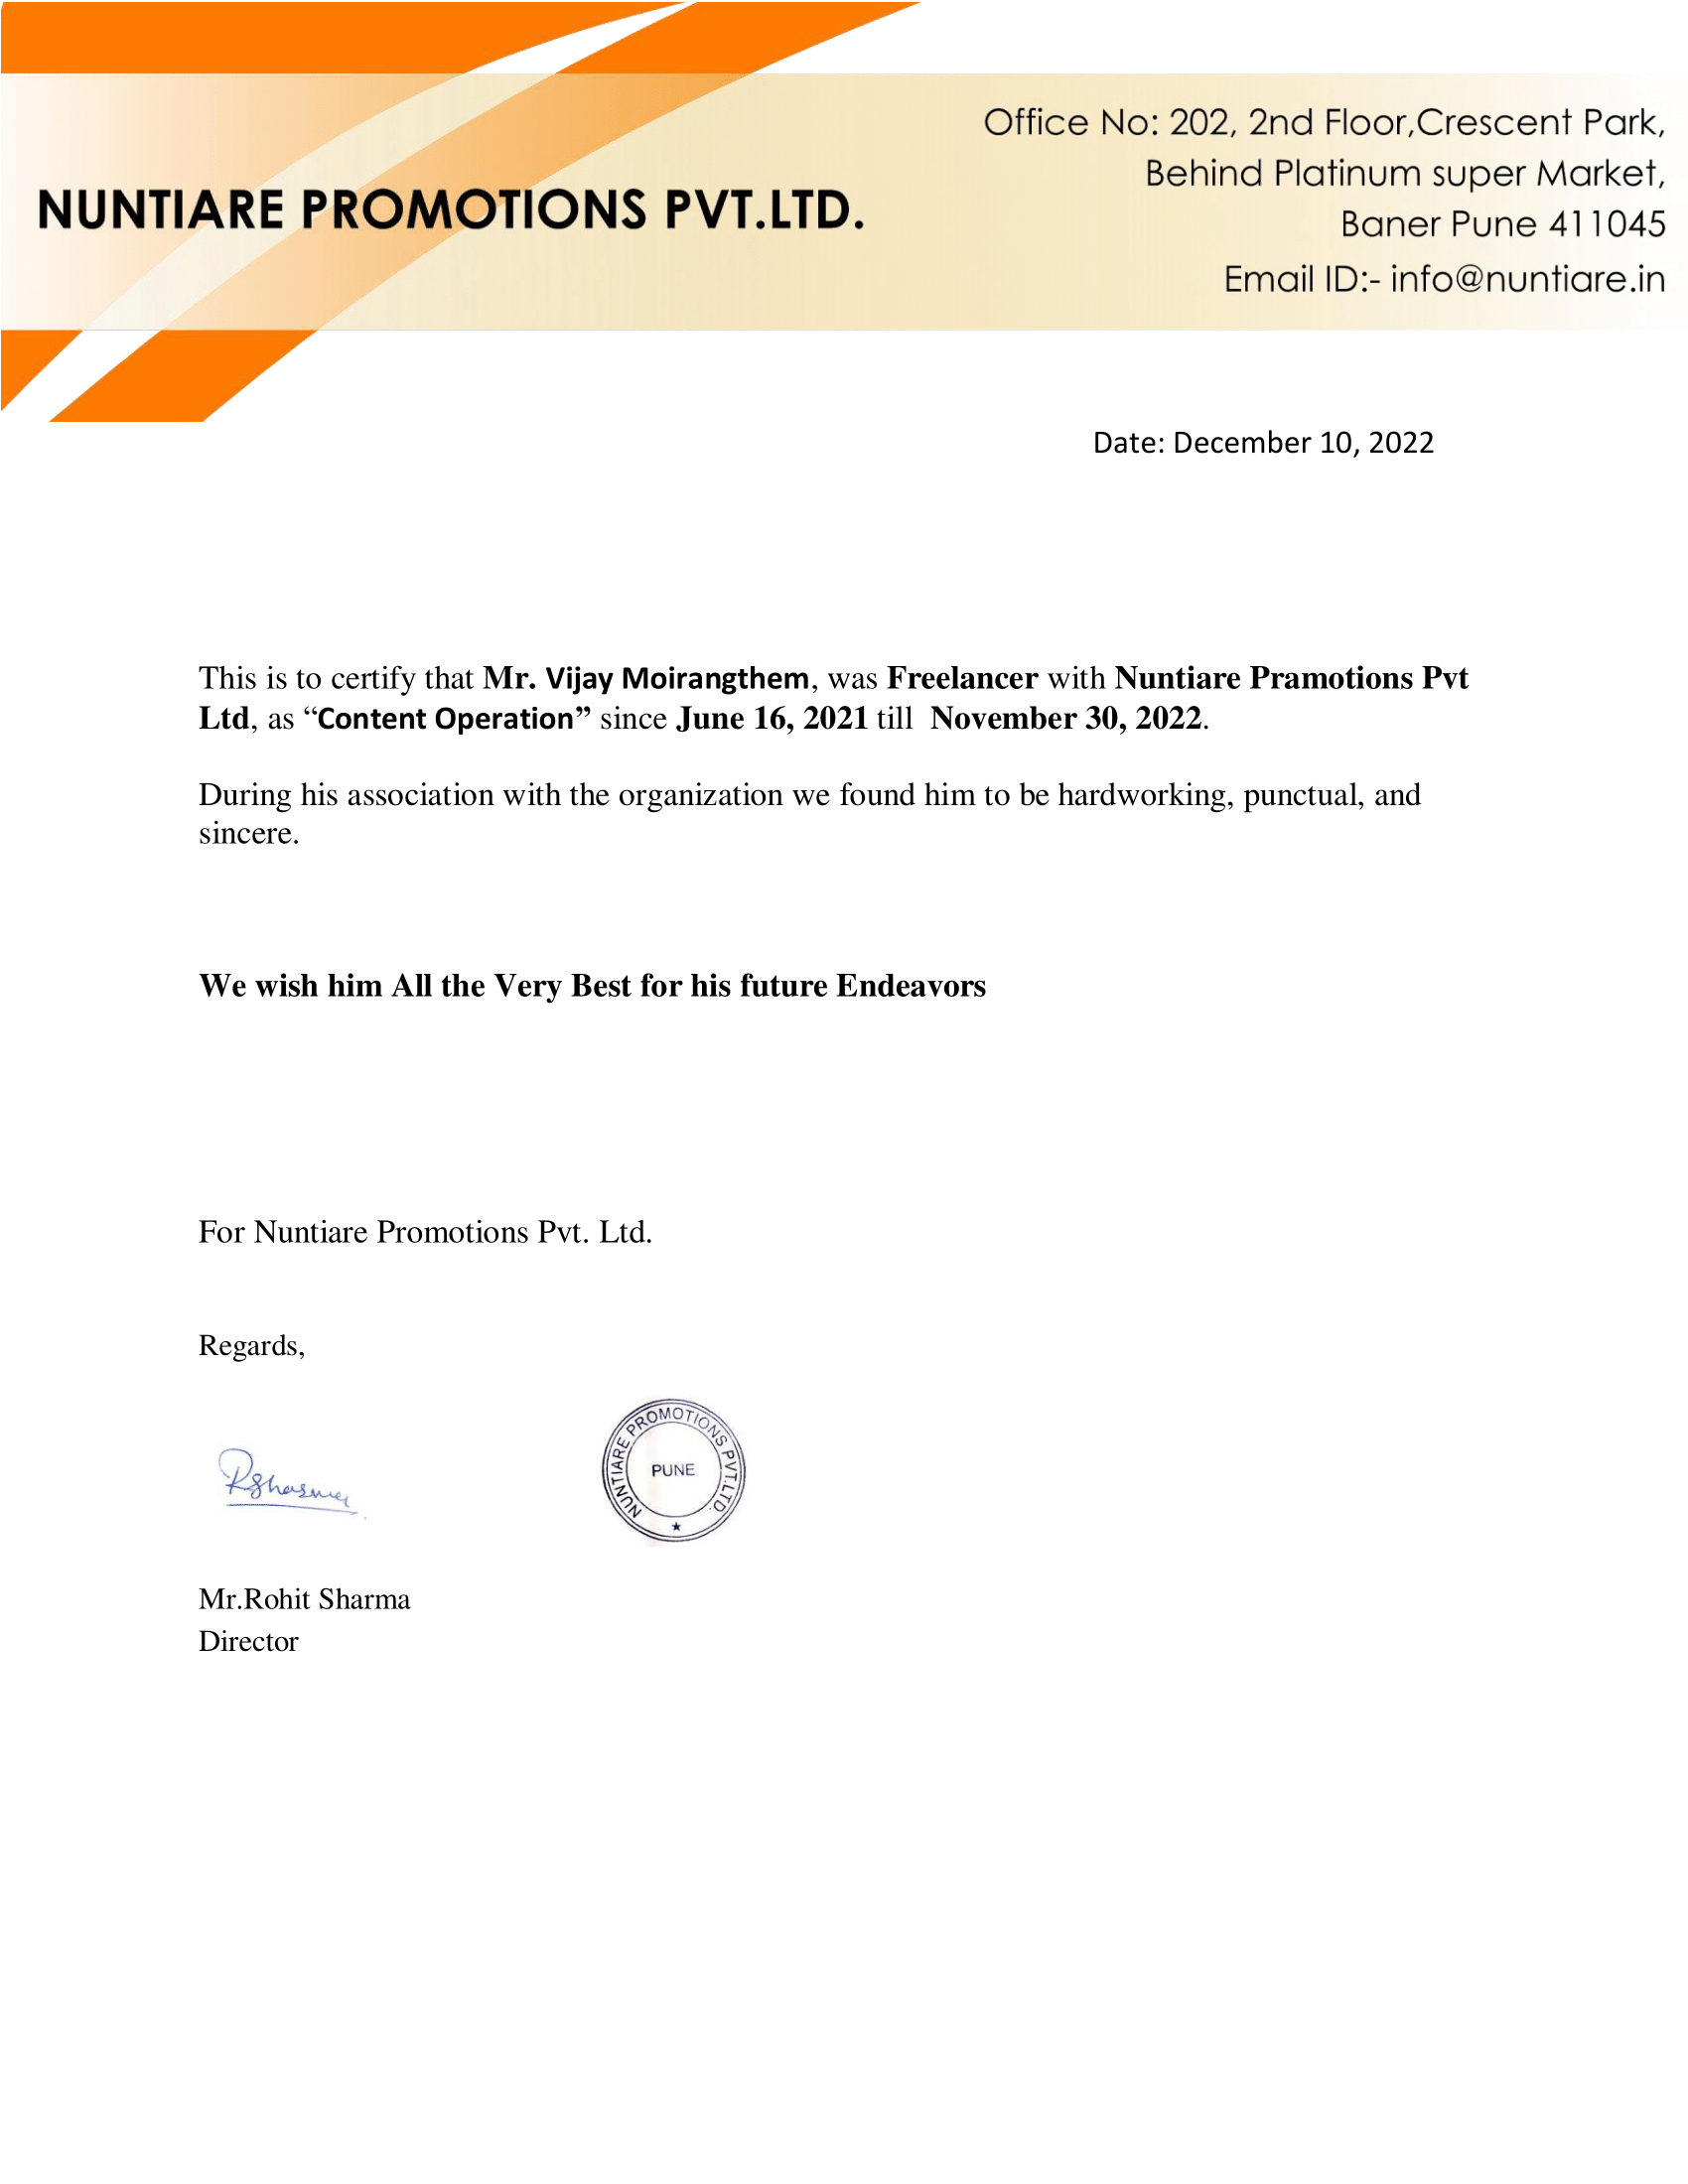 NUNTIARE PROMOTIONS PVT.LTD.
Office No: 202, 2nd Floor,Crescent Park,
Behind Platinum super Market,
Baner Pune 411045
Email ID:- info@nuntiare.in
Date: December 10, 2022
This is to certify that Mr. Vijay Moirangthem, was Freelancer with Nuntiare Pramotions Pvt
Ltd, as “Content Operation” since June 16, 2021 till  November 30, 2022.
During his association with the organization we found him to be hardworking, punctual, and
sincere.
We wish him All the Very Best for his future Endeavors
For Nuntiare Promotions Pvt. Ltd.
Regards,
RSharma
NUNTIARE PROMOTIONS PVT.LTD.
PUNE
Mr.Rohit Sharma
Director